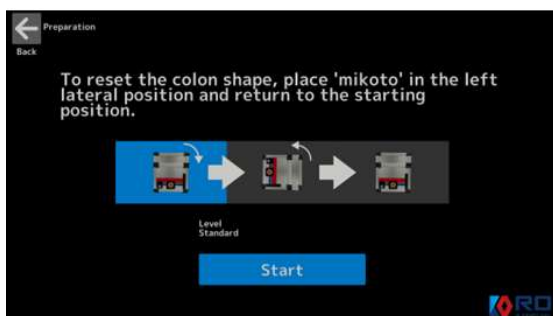 Preparation
Back
To reset the colon shape, place 'mikoto' in the left
lateral position and return to the starting
position.
Level
Standard
Start